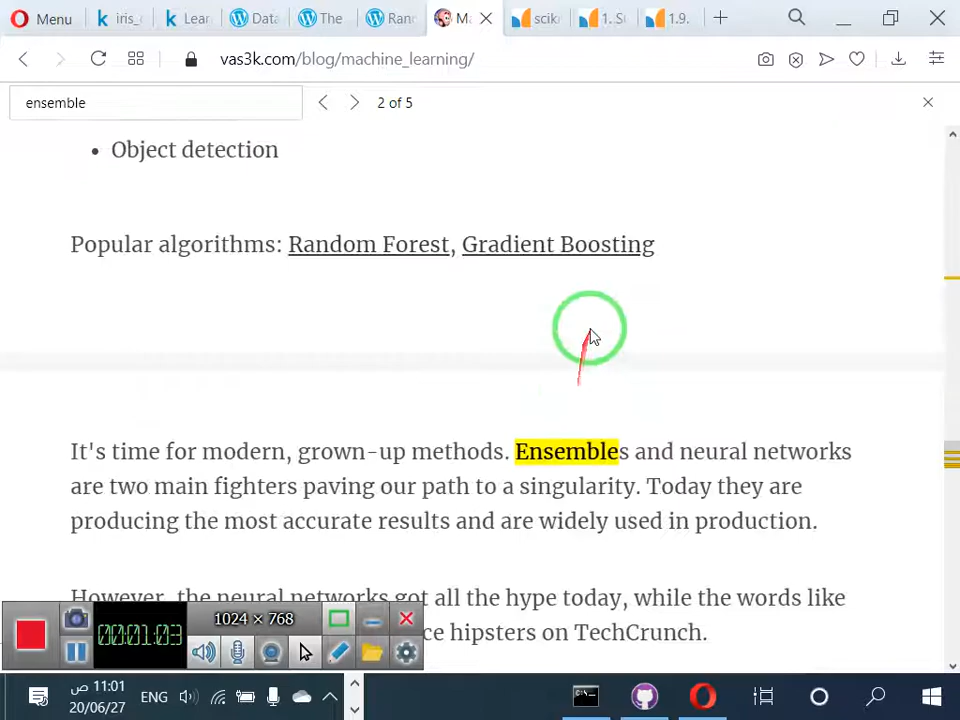 Menu
iris_
Lear
Data
The
Ran
Ma
scik
1. S
1.9.
vas3k.com/blog/machine_learning/
ensemble
2 of 5
Object detection
Popular algorithms: Random Forest, Gradient Boosting
It's time for modern, grown-up methods. Ensembles and neural networks
are two main fighters paving our path to a singularity. Today they are
producing the most accurate results and are widely used in production.
However, the neural networks got all the hype today, while the words like
ce hipsters on TechCrunch.
1024 × 768
00:01:03
11:01 ص
20/06/27
ENG